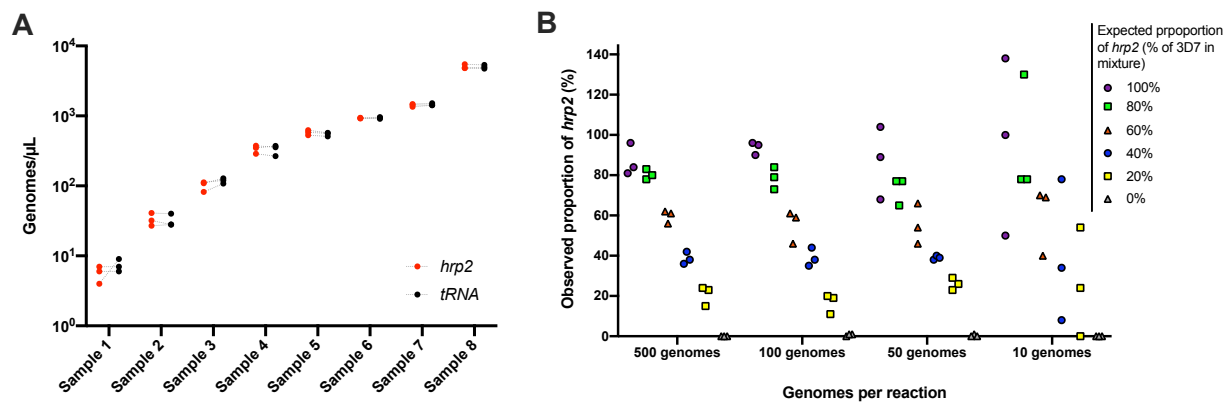 A
Genomes/µL
10⁴
10³
10²
10¹
10⁰
hrp2
tRNA
Sample 1
Sample 2
Sample 3
Sample 4
Sample 5
Sample 6
Sample 7
Sample 8
B
Observed proportion of hrp2 (%)
140
120
100
80
60
40
20
0
500 genomes
100 genomes
50 genomes
10 genomes
Genomes per reaction
Expected prpoportion
of hrp2 (% of 3D7 in
mixture)
100%
80%
60%
40%
20%
0%